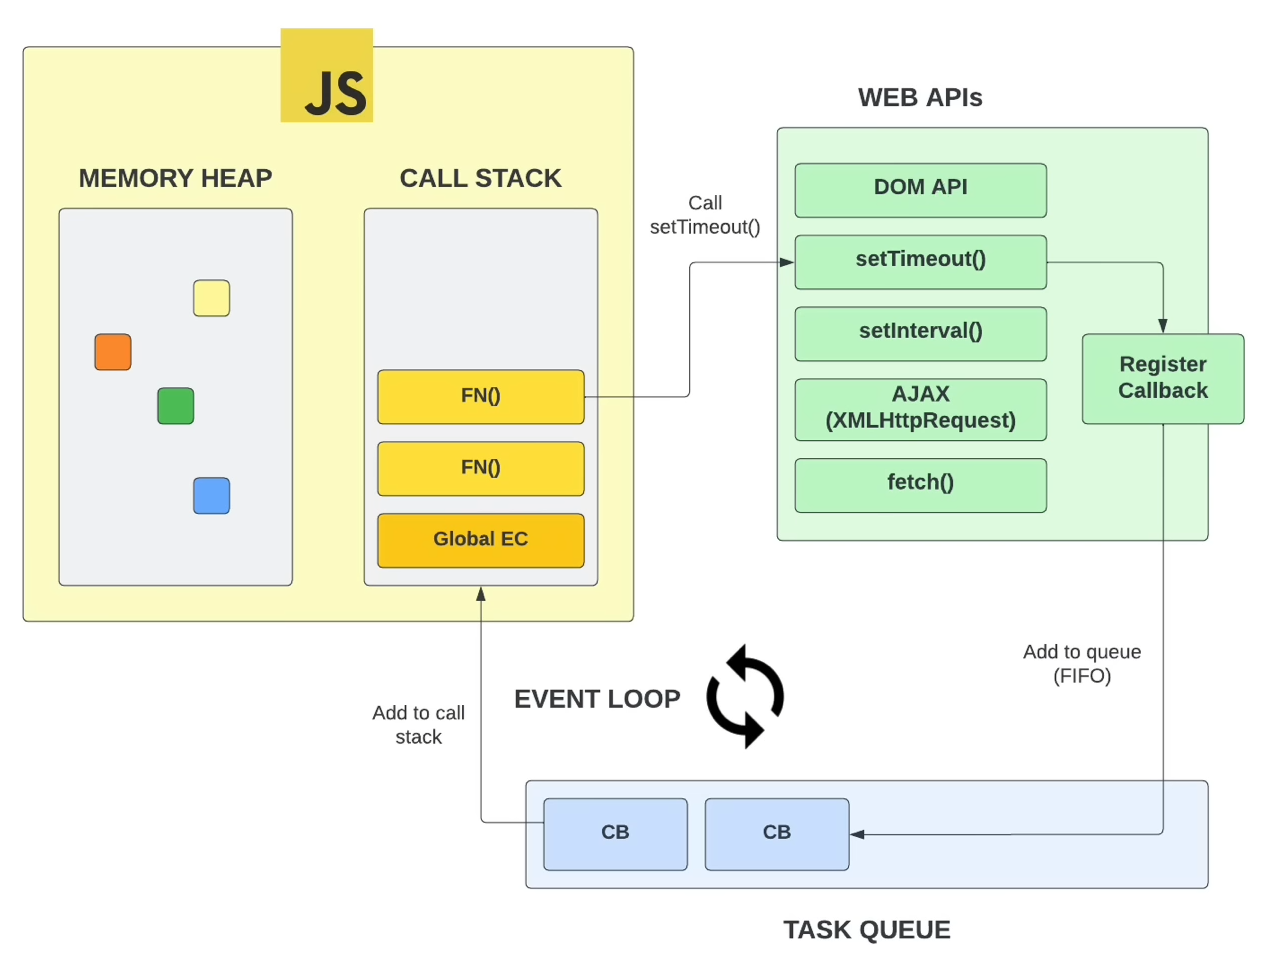 JS
MEMORY HEAP
CALL STACK
FN()
FN()
Global EC
Call
setTimeout()
WEB APIs
DOM API
setTimeout()
setInterval()
AJAX
(XMLHttpRequest)
fetch()
Register
Callback
Add to queue
(FIFO)
EVENT LOOP
Add to call
stack
CB
CB
TASK QUEUE